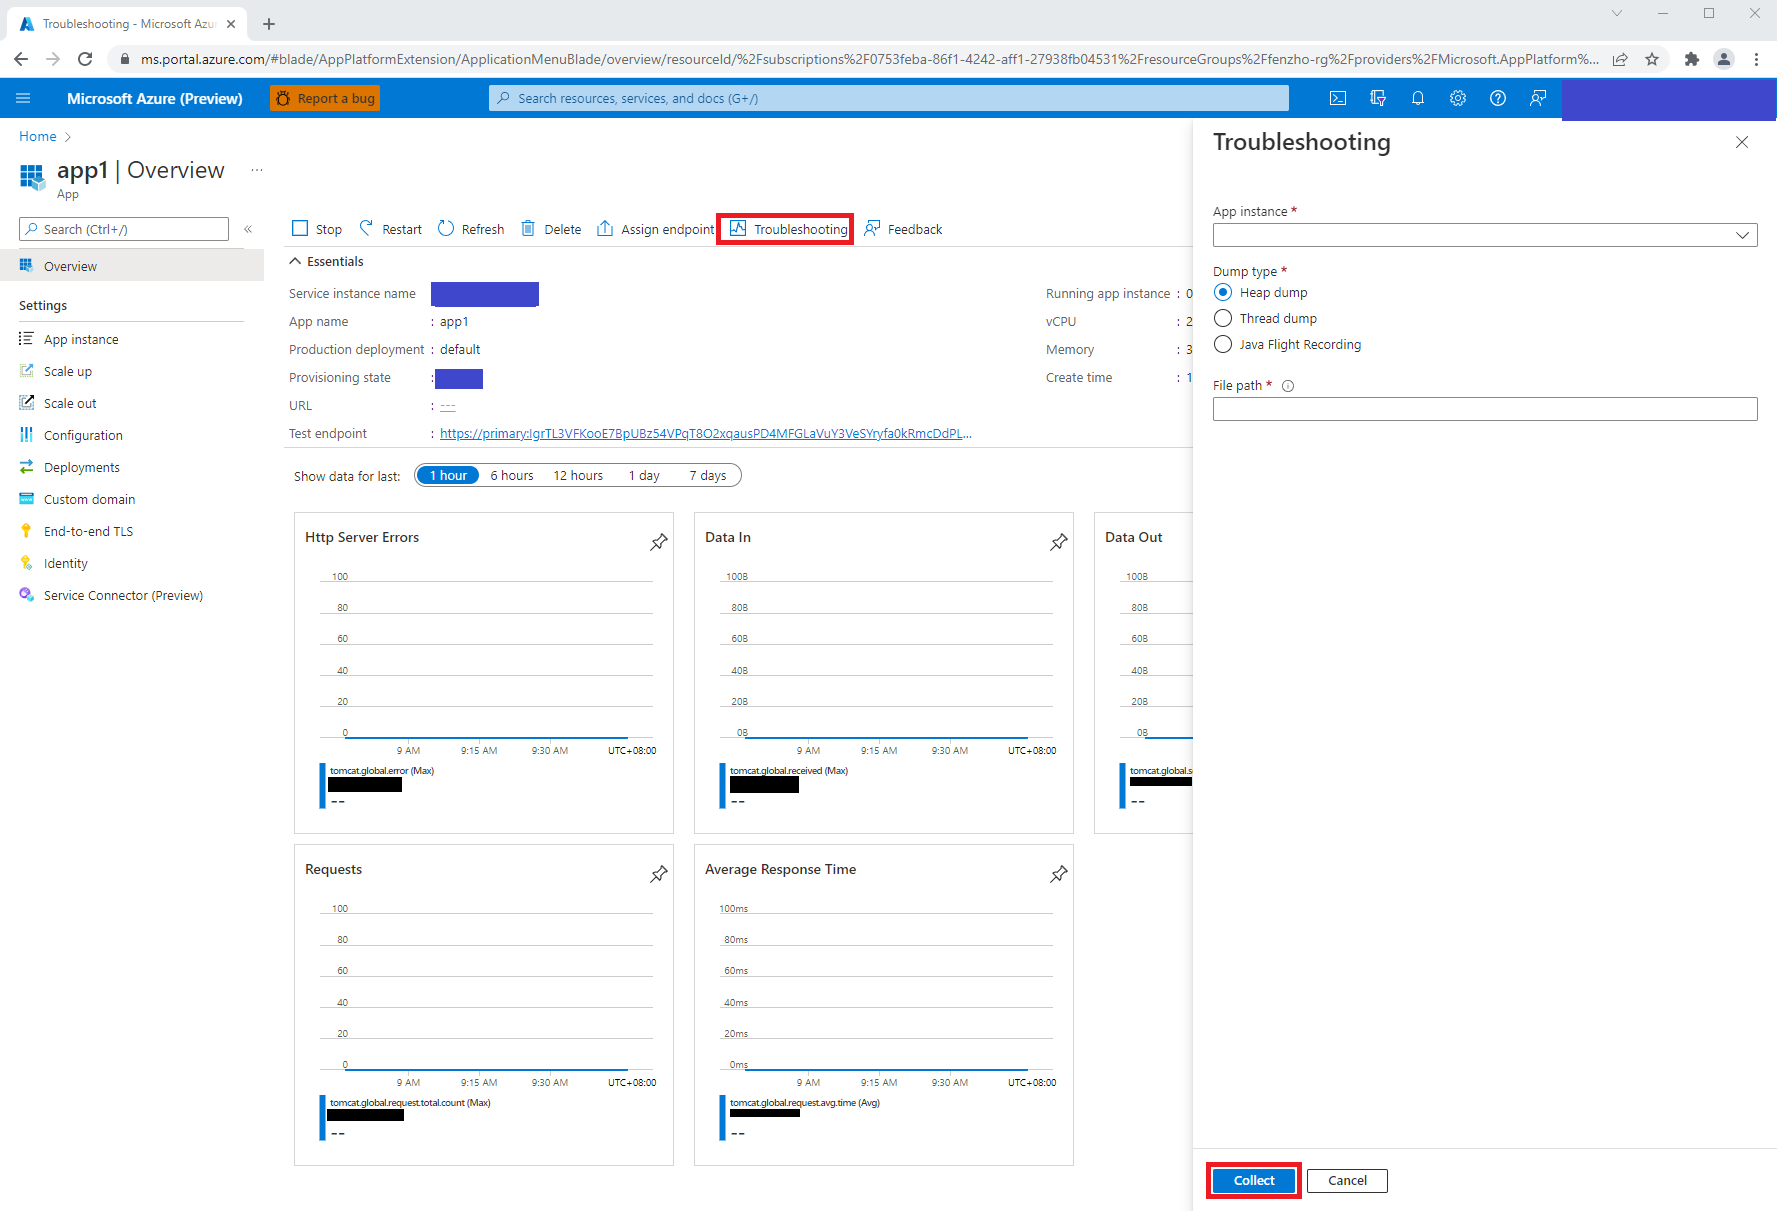 Troubleshooting - Microsoft Azu
ms.portal.azure.com/#blade/AppPlatformExtension/ApplicationMenuBlade/overview/resourceId/%2Fsubscriptions%2F0753feba-86f1-4242-aff1-27938fb04531%2FresourceGroups%2Ffenzho-rg%2Fproviders%2FMicrosoft.AppPlatform%...
Microsoft Azure (Preview)
Report a bug
Search resources, services, and docs (G+/)
Home
app1 | Overview ...
App
Search (Ctrl+/)
«
Overview
Settings
App instance
Scale up
Scale out
Configuration
Deployments
Custom domain
End-to-end TLS
Identity
Service Connector (Preview)
Stop Restart Refresh Delete Assign endpoint Troubleshooting Feedback
Essentials
Service instance name
App name : app1
Production deployment : default
Provisioning state :
URL : ---
Test endpoint : https://primary:IgrTL3VFKooE7BpUBz54VPqT8O2xqausPD4MFGLaVuY3VeSYryfa0kRmcDdPL...
Running app instance : 0
vCPU : 2
Memory : 3
Create time : 1
Show data for last: 1 hour 6 hours 12 hours 1 day 7 days
Http Server Errors
100
80
60
40
20
0
9 AM 9:15 AM 9:30 AM UTC+08:00
tomcat.global.error (Max)
--
Data In
100B
80B
60B
40B
20B
0B
9 AM 9:15 AM 9:30 AM UTC+08:00
tomcat.global.received (Max)
--
Data Out
100B
80B
60B
40B
20B
0B
tomcat.global.s
--
Requests
100
80
60
40
20
0
9 AM 9:15 AM 9:30 AM UTC+08:00
tomcat.global.request.total.count (Max)
--
Average Response Time
100ms
80ms
60ms
40ms
20ms
0ms
9 AM 9:15 AM 9:30 AM UTC+08:00
tomcat.global.request.avg.time (Avg)
--
Troubleshooting
App instance *
Dump type *
Heap dump
Thread dump
Java Flight Recording
File path *
Collect Cancel